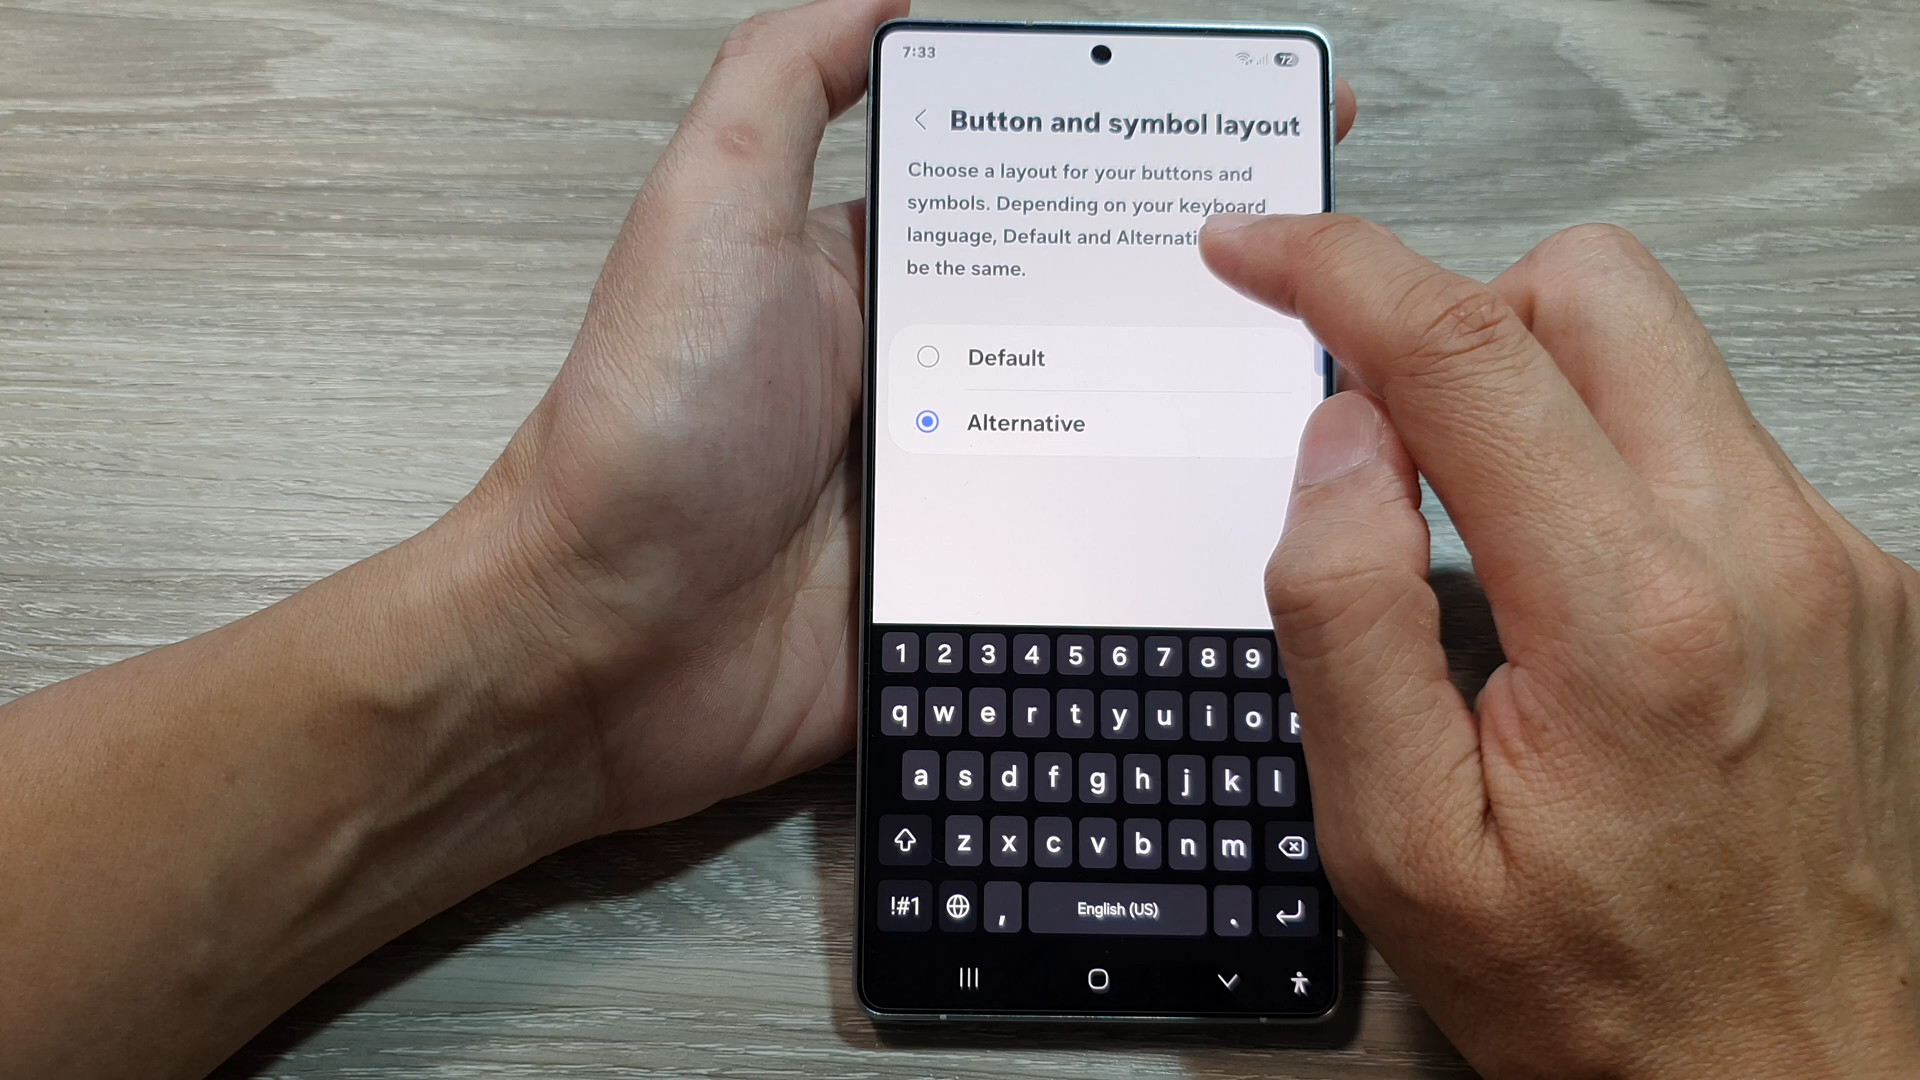 7:33
72
Button and symbol layout
Choose a layout for your buttons and
symbols. Depending on your keyboard
language, Default and
be the same.
Default
Alternative
1 2 3 4 5 6 7 8 9
q w e r t y u i o p
a s d f g h j k l
z x c v b n m
!#1 , English (US) .